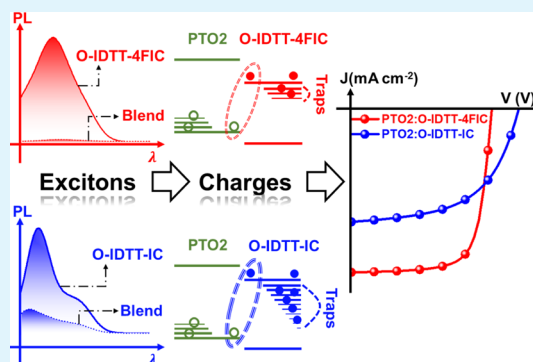 PL
O-IDTT-4FIC
Blend
λ
PTO2
O-IDTT-4FIC
Traps
Excitons
Charges
J(mA cm-2)
V (V)
PTO2:O-IDTT-4FIC
PTO2:O-IDTT-IC
PL
O-IDTT-IC
Blend
λ
PTO2
O-IDTT-IC
Traps